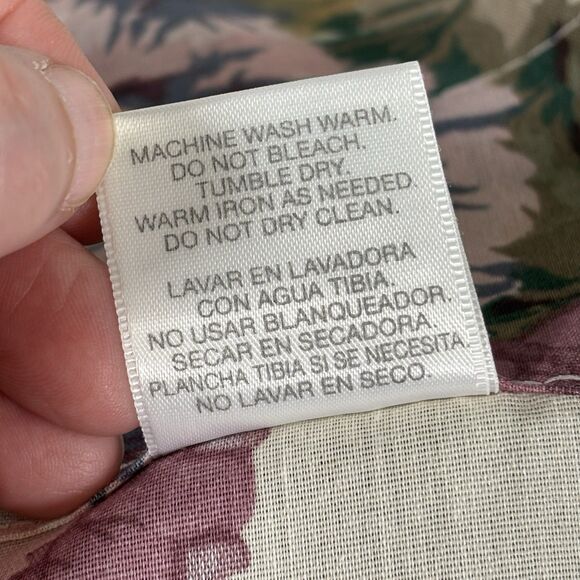 MACHINE WASH WARM.
DO NOT BLEACH.
TUMBLE DRY.
WARM IRON AS NEEDED.
DO NOT DRY CLEAN.
LAVAR EN LAVADORA
CON AGUA TIBIA.
NO USAR BLANQUEADOR.
SECAR EN SECADORA.
PLANCHA TIBIA SI SE NECESITA.
NO LAVAR EN SECO.